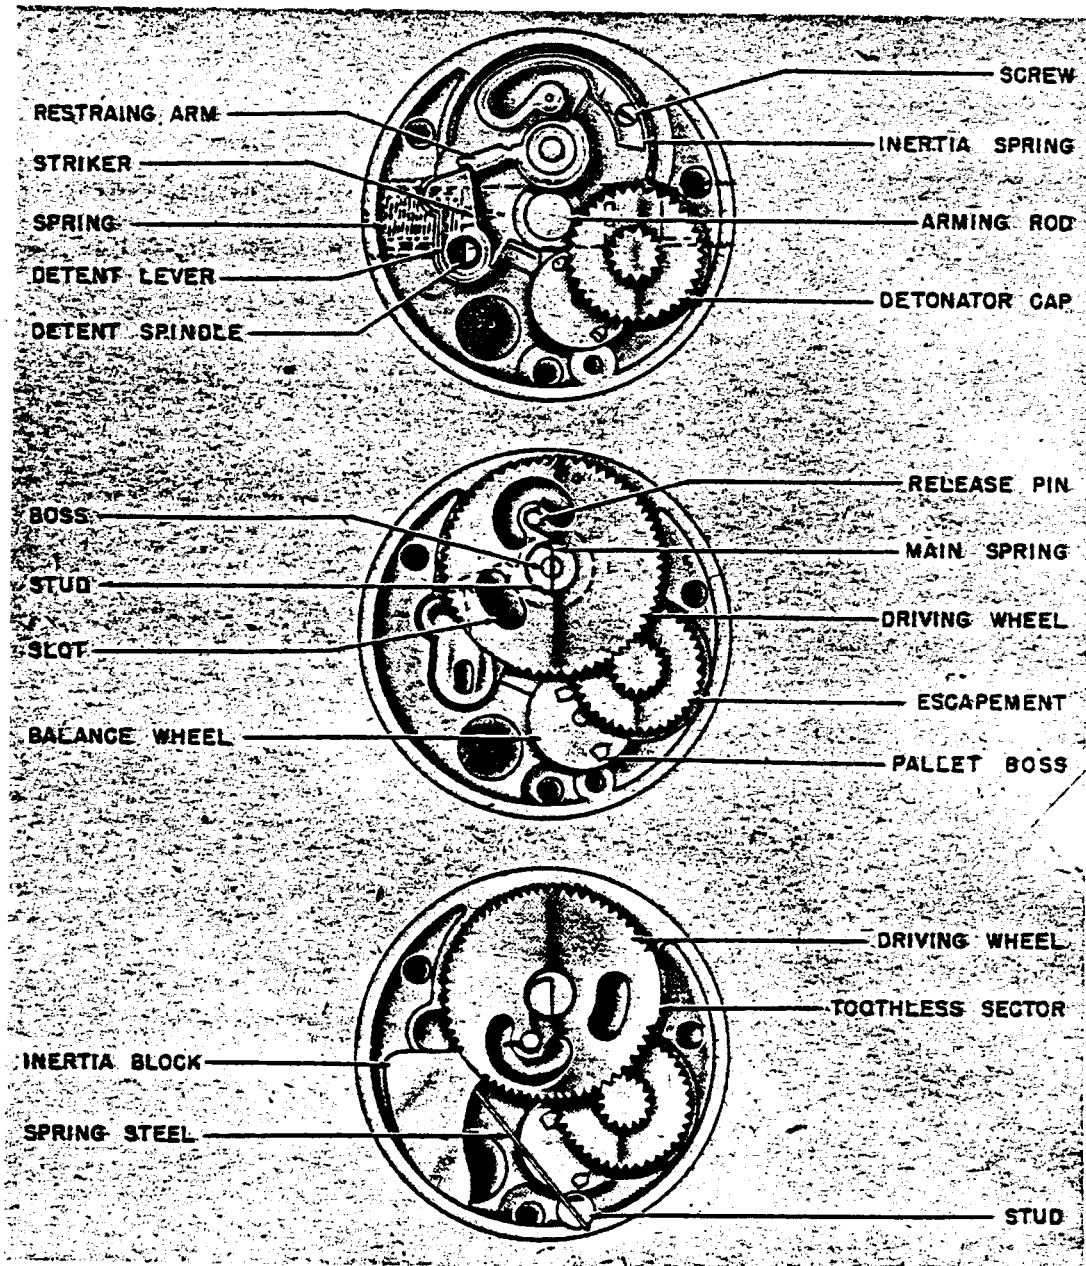 SCREW
RESTRAING ARM
INERTIA SPRING
STRIKER
SPRING
ARMING ROD
DETENT LEVER
DETONATOR CAP
DETENT SPINDLE
RELEASE PIN
BOSS
MAIN SPRING
STUD
DRIVING WHEEL
SLOT
ESCAPEMENT
BALANCE WHEEL
PALLET BOSS
DRIVING WHEEL
TOOTHLESS SECTOR
INERTIA BLOCK
SPRING STEEL
STUD